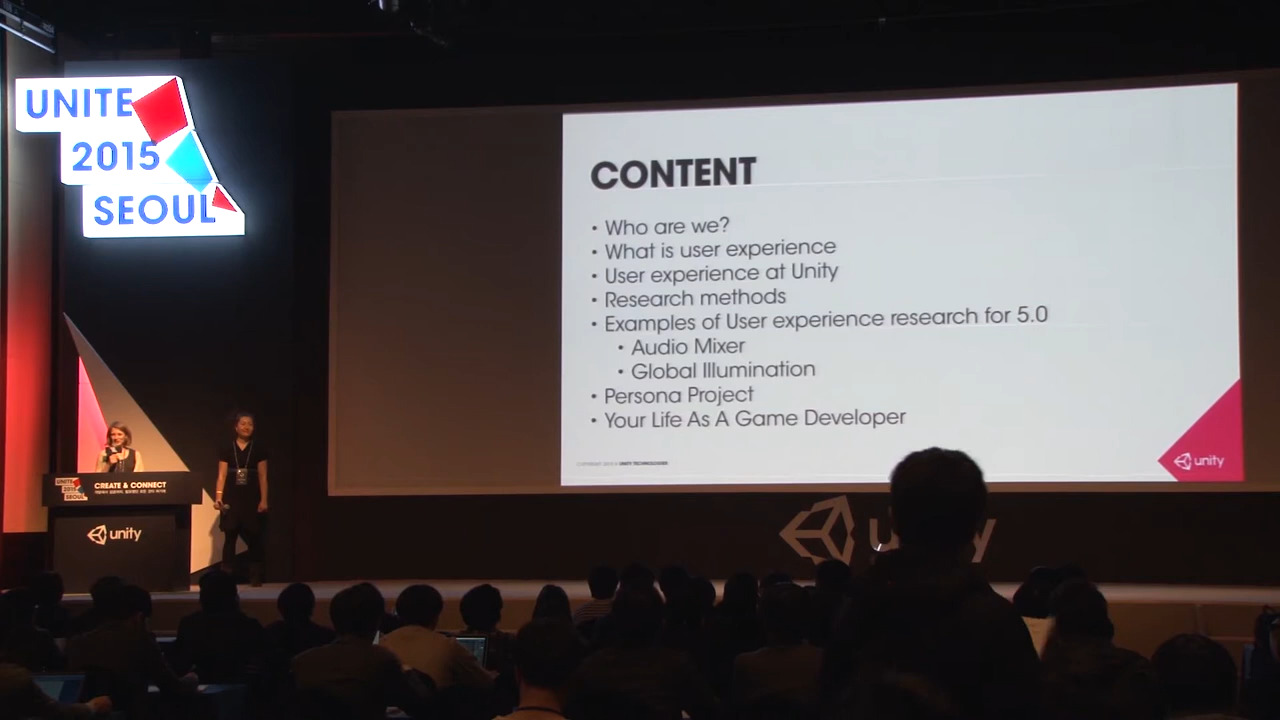 UNITE
2015
SEOUL
CONTENT
• Who are we?
• What is user experience
• User experience at Unity
• Research methods
• Examples of User experience research for 5.0
• Audio Mixer
• Global Illumination
• Persona Project
• Your Life As A Game Developer
UNITY TECHNOLOGIES
unity
UNITE
2015
SEOUL
CREATE & CONNECT
unity